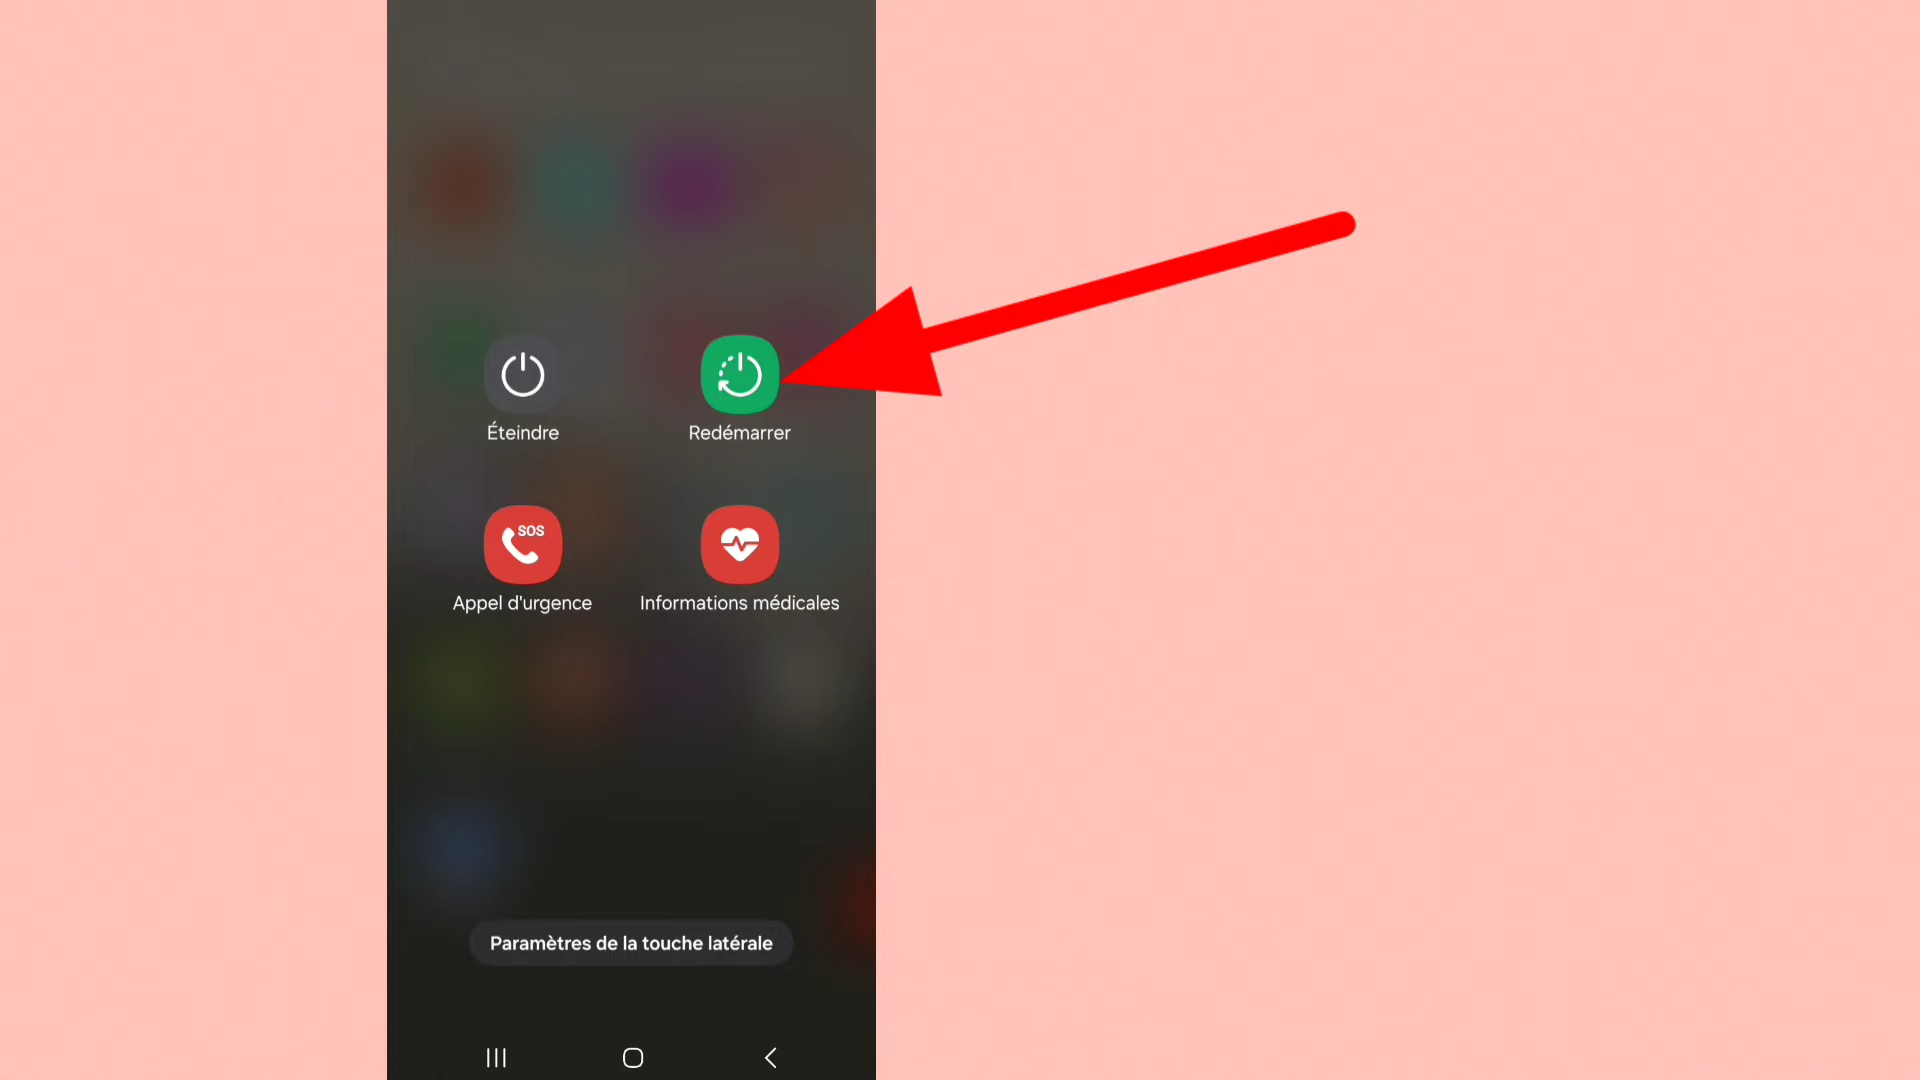 Éteindre
Redémarrer
SOS
Appel d'urgence
Informations médicales
Paramètres de la touche latérale